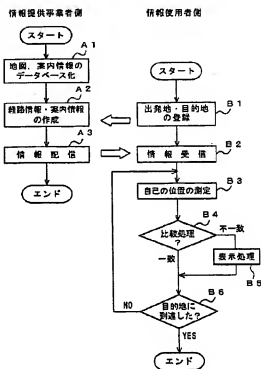 情報提供事業者側
スタート
A1
地図、案内情報の
データベース化
A2
経路情報・案内情報
の作成
A3
情報配信
エンド
情報使用者側
スタート
B1
出発地・目的地
の登録
B2
情報受信
B3
自己の位置の測定
B4
比較処理
?
不一致
一致
表示処理
B5
B6
目的地に
到達した?
NO
YES
エンド